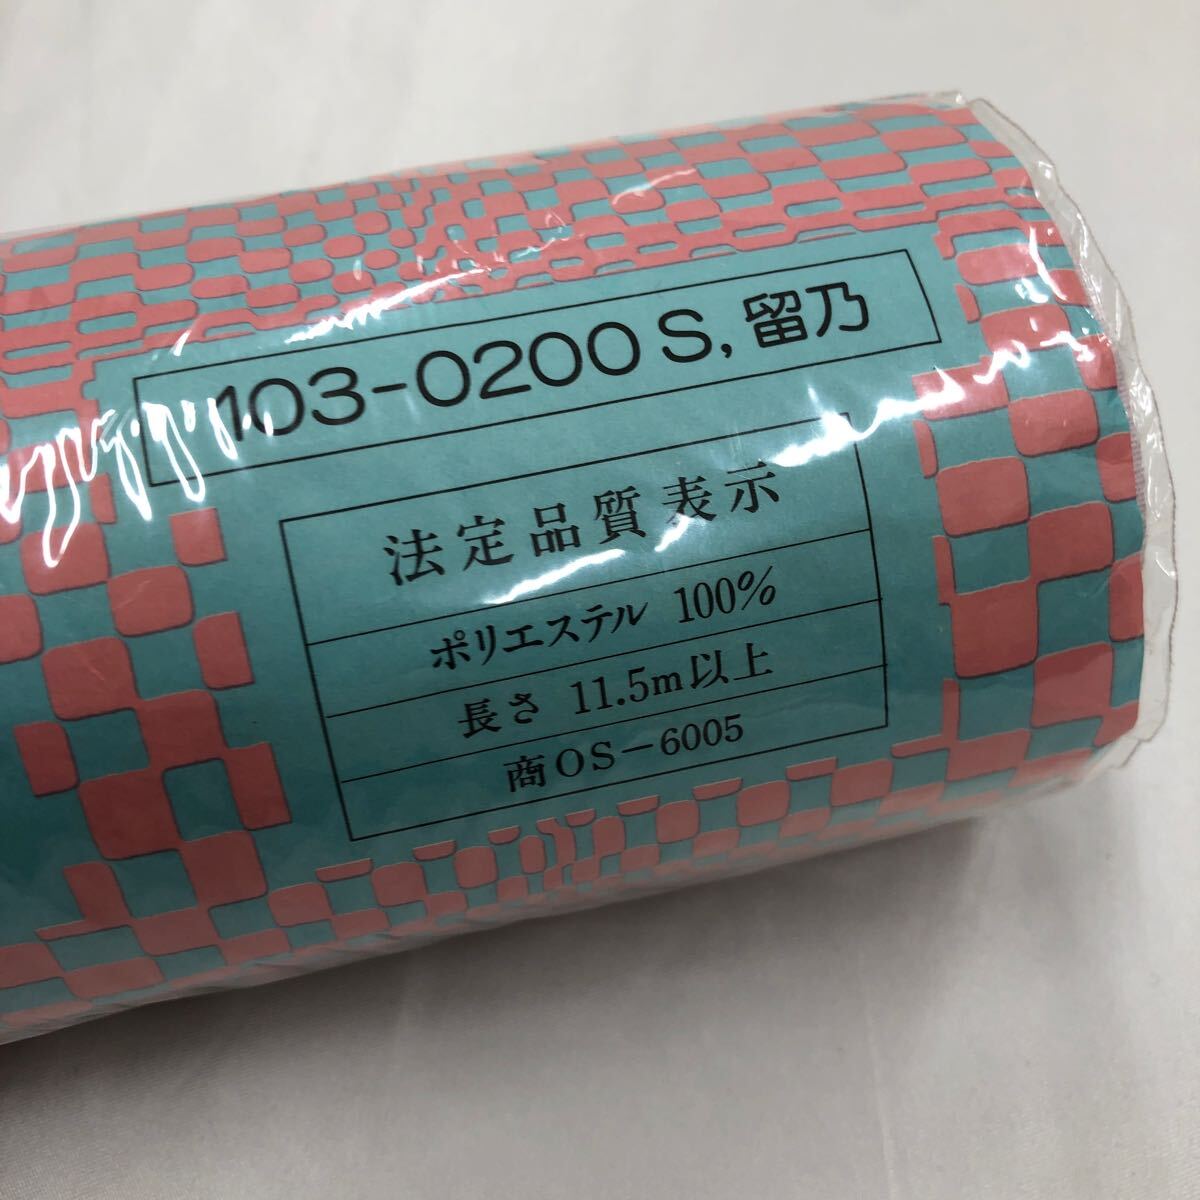 103-0200 S, 留乃
法定品質表示
ポリエステル 100%
長さ 11.5m以上
商OS-6005